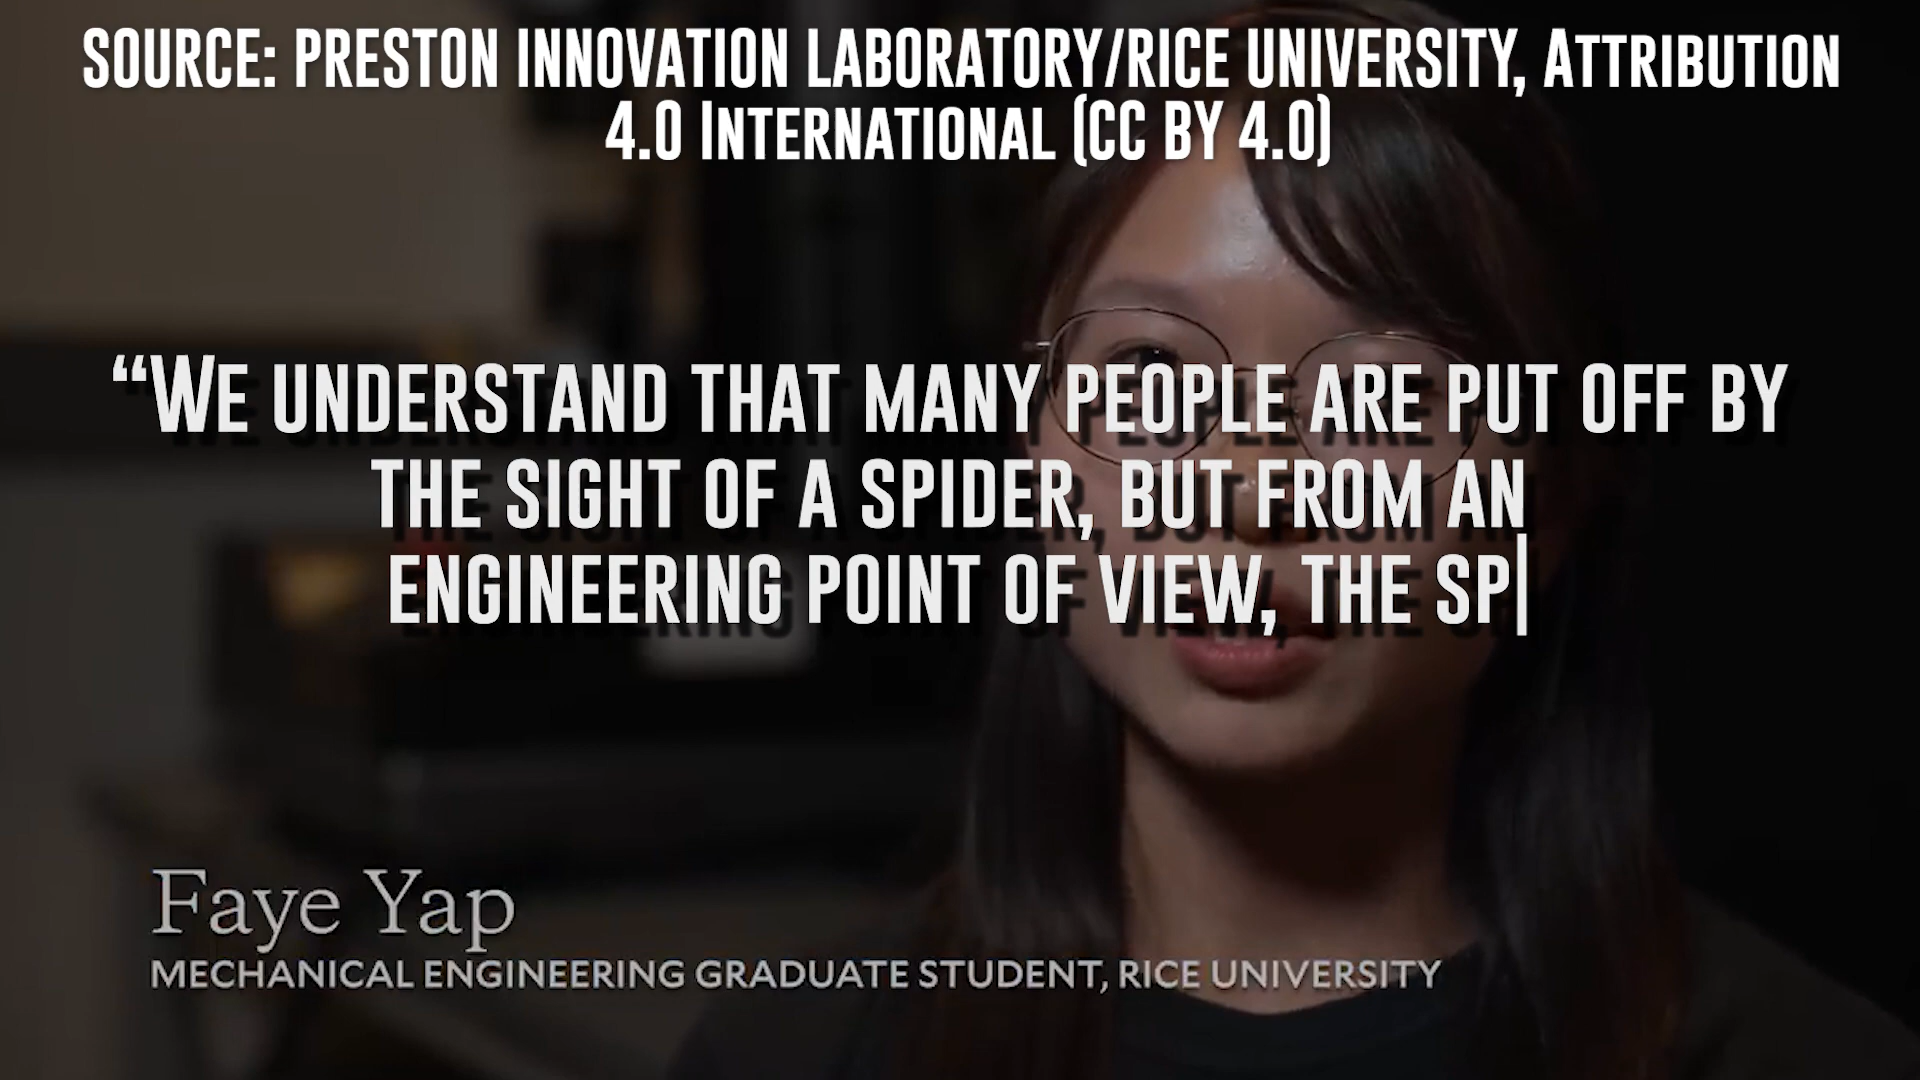 SOURCE: PRESTON INNOVATION LABORATORY/RICE UNIVERSITY, ATTRIBUTION
4.0 INTERNATIONAL (CC BY 4.0)
“WE UNDERSTAND THAT MANY PEOPLE ARE PUT OFF BY
THE SIGHT OF A SPIDER, BUT FROM AN
ENGINEERING POINT OF VIEW, THE SP
Faye Yap
MECHANICAL ENGINEERING GRADUATE STUDENT, RICE UNIVERSITY